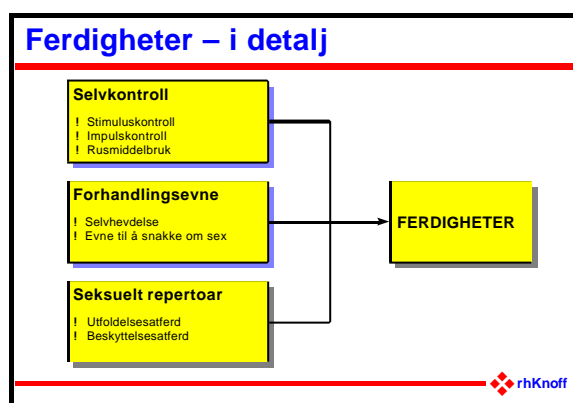 Ferdigheter – i detalj
Selvkontroll
! Stimuluskontroll
! Impulskontroll
! Rusmiddelbruk
Forhandlingsevne
! Selvhevdelse
! Evne til å snakke om sex
FERDIGHETER
Seksuelt repertoar
! Utfoldelsesatferd
! Beskyttelsesatferd
rhKnoff